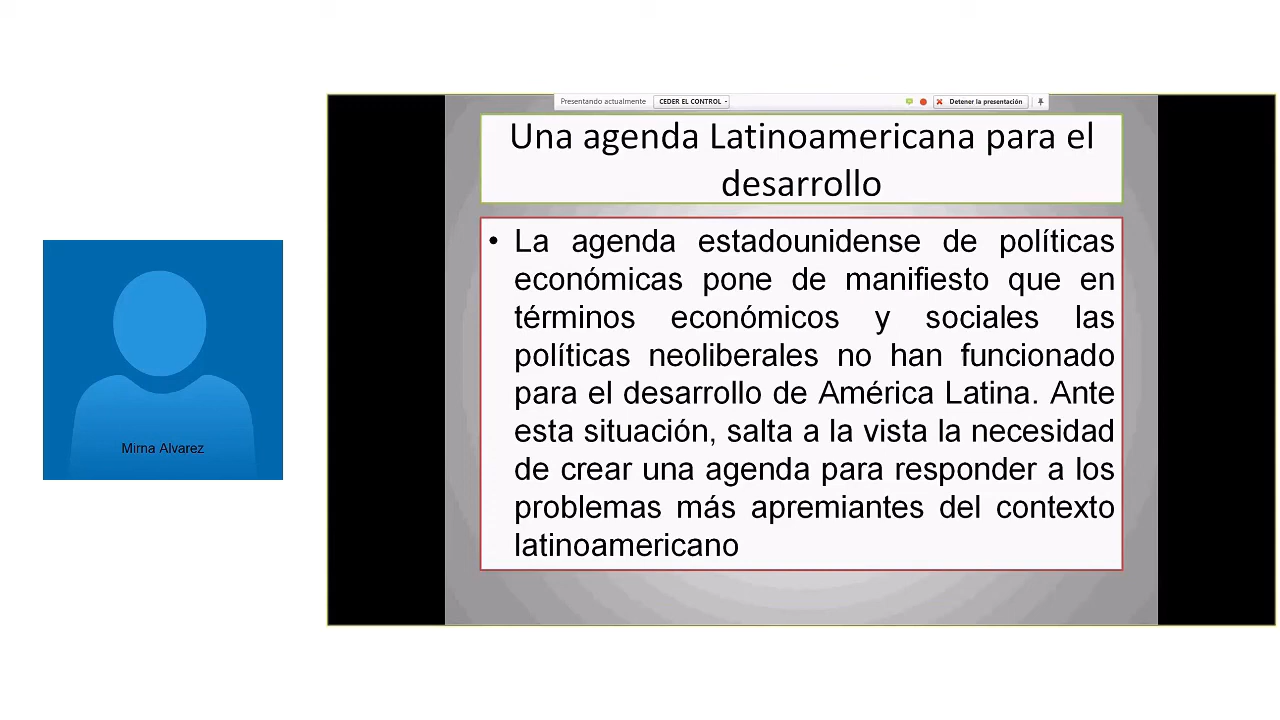 Presentando actualmente CEDER EL CONTROL Detener la presentación
Una agenda Latinoamericana para el
desarrollo
• La agenda estadounidense de políticas
económicas pone de manifiesto que en
términos económicos y sociales las
políticas neoliberales no han funcionado
para el desarrollo de América Latina. Ante
esta situación, salta a la vista la necesidad
de crear una agenda para responder a los
problemas más apremiantes del contexto
latinoamericano
Mirna Alvarez